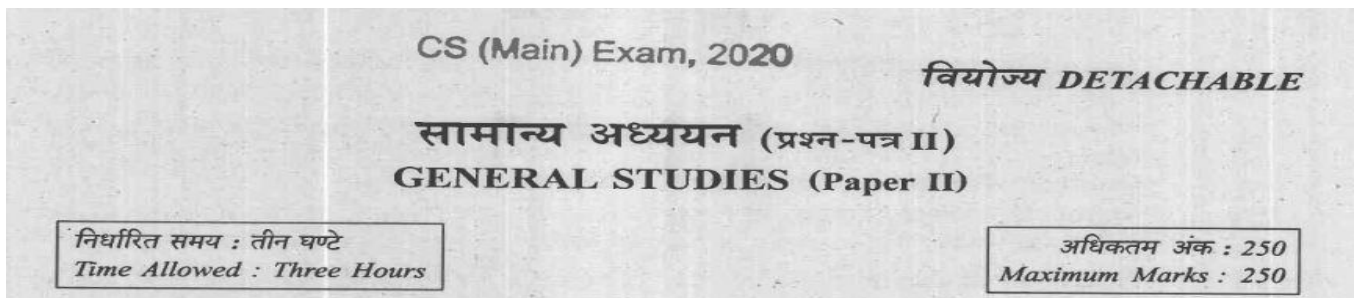 CS (Main) Exam, 2020
वियोज्य DETACHABLE
सामान्य अध्ययन (प्रश्न-पत्र II)
GENERAL STUDIES (Paper II)
निर्धारित समय : तीन घण्टे
Time Allowed : Three Hours
अधिकतम अंक : 250
Maximum Marks : 250